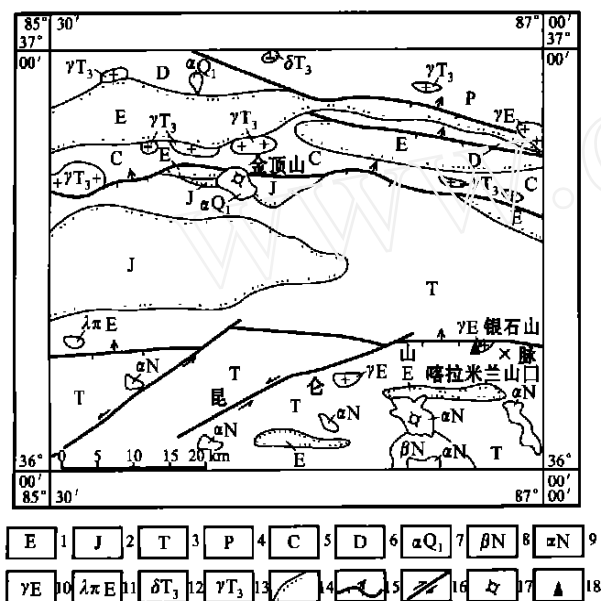 85° 30′ 87° 00′
37° 00′ 37° 00′
γT₃ D αQ₁ δT₃ γT₃ P
γE
E γT₃ γT₃ E D
C E 金顶山 C C
γT₃ J αQ₁ J γT₃ E
J T
λπE γE 银石山
T αN T 山 × 脉
昆 仑 γE E 喀拉米兰山口
αN T αN αN αN
αN E βN αN T
0 5 10 15 20 km
36° 00′ 36° 00′
85° 30′ 87° 00′
E 1 J 2 T 3 P 4 C 5 D 6 αQ₁ 7 βN 8 αN 9
γE 10 λπE 11 δT₃ 12 γT₃ 13 14 15 16 17 18